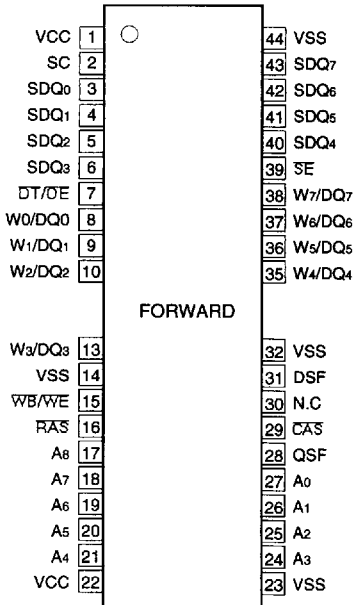 VCC 1 44 VSS
SC 2 43 SDQ7
SDQ0 3 42 SDQ6
SDQ1 4 41 SDQ5
SDQ2 5 40 SDQ4
SDQ3 6 39 SE
DT/OE 7 38 W7/DQ7
W0/DQ0 8 37 W6/DQ6
W1/DQ1 9 36 W5/DQ5
W2/DQ2 10 35 W4/DQ4
FORWARD
W3/DQ3 13 32 VSS
VSS 14 31 DSF
WB/WE 15 30 N.C
RAS 16 29 CAS
A8 17 28 QSF
A7 18 27 A0
A6 19 26 A1
A5 20 25 A2
A4 21 24 A3
VCC 22 23 VSS